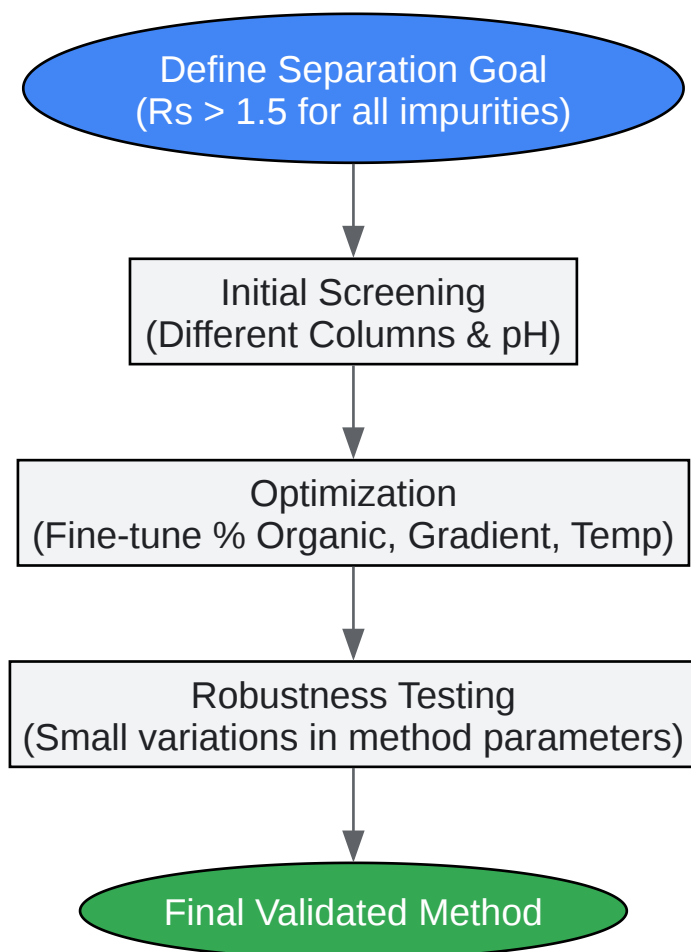 Define Separation Goal
(Rs > 1.5 for all impurities)
Initial Screening
(Different Columns & pH)
Optimization
(Fine-tune % Organic, Gradient, Temp)
Robustness Testing
(Small variations in method parameters)
Final Validated Method